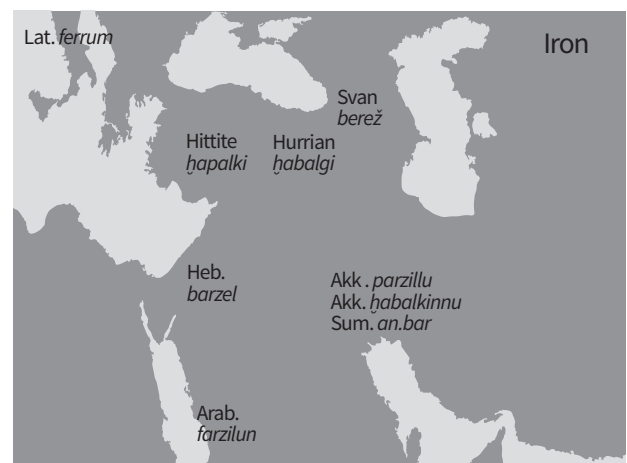 Lat. ferrum
Iron
Svan
berež
Hittite
ḫapalki
Hurrian
ḫabalgi
Heb.
barzel
Akk. parzillu
Akk. ḫabalkinnu
Sum. an.bar
Arab.
farzilun